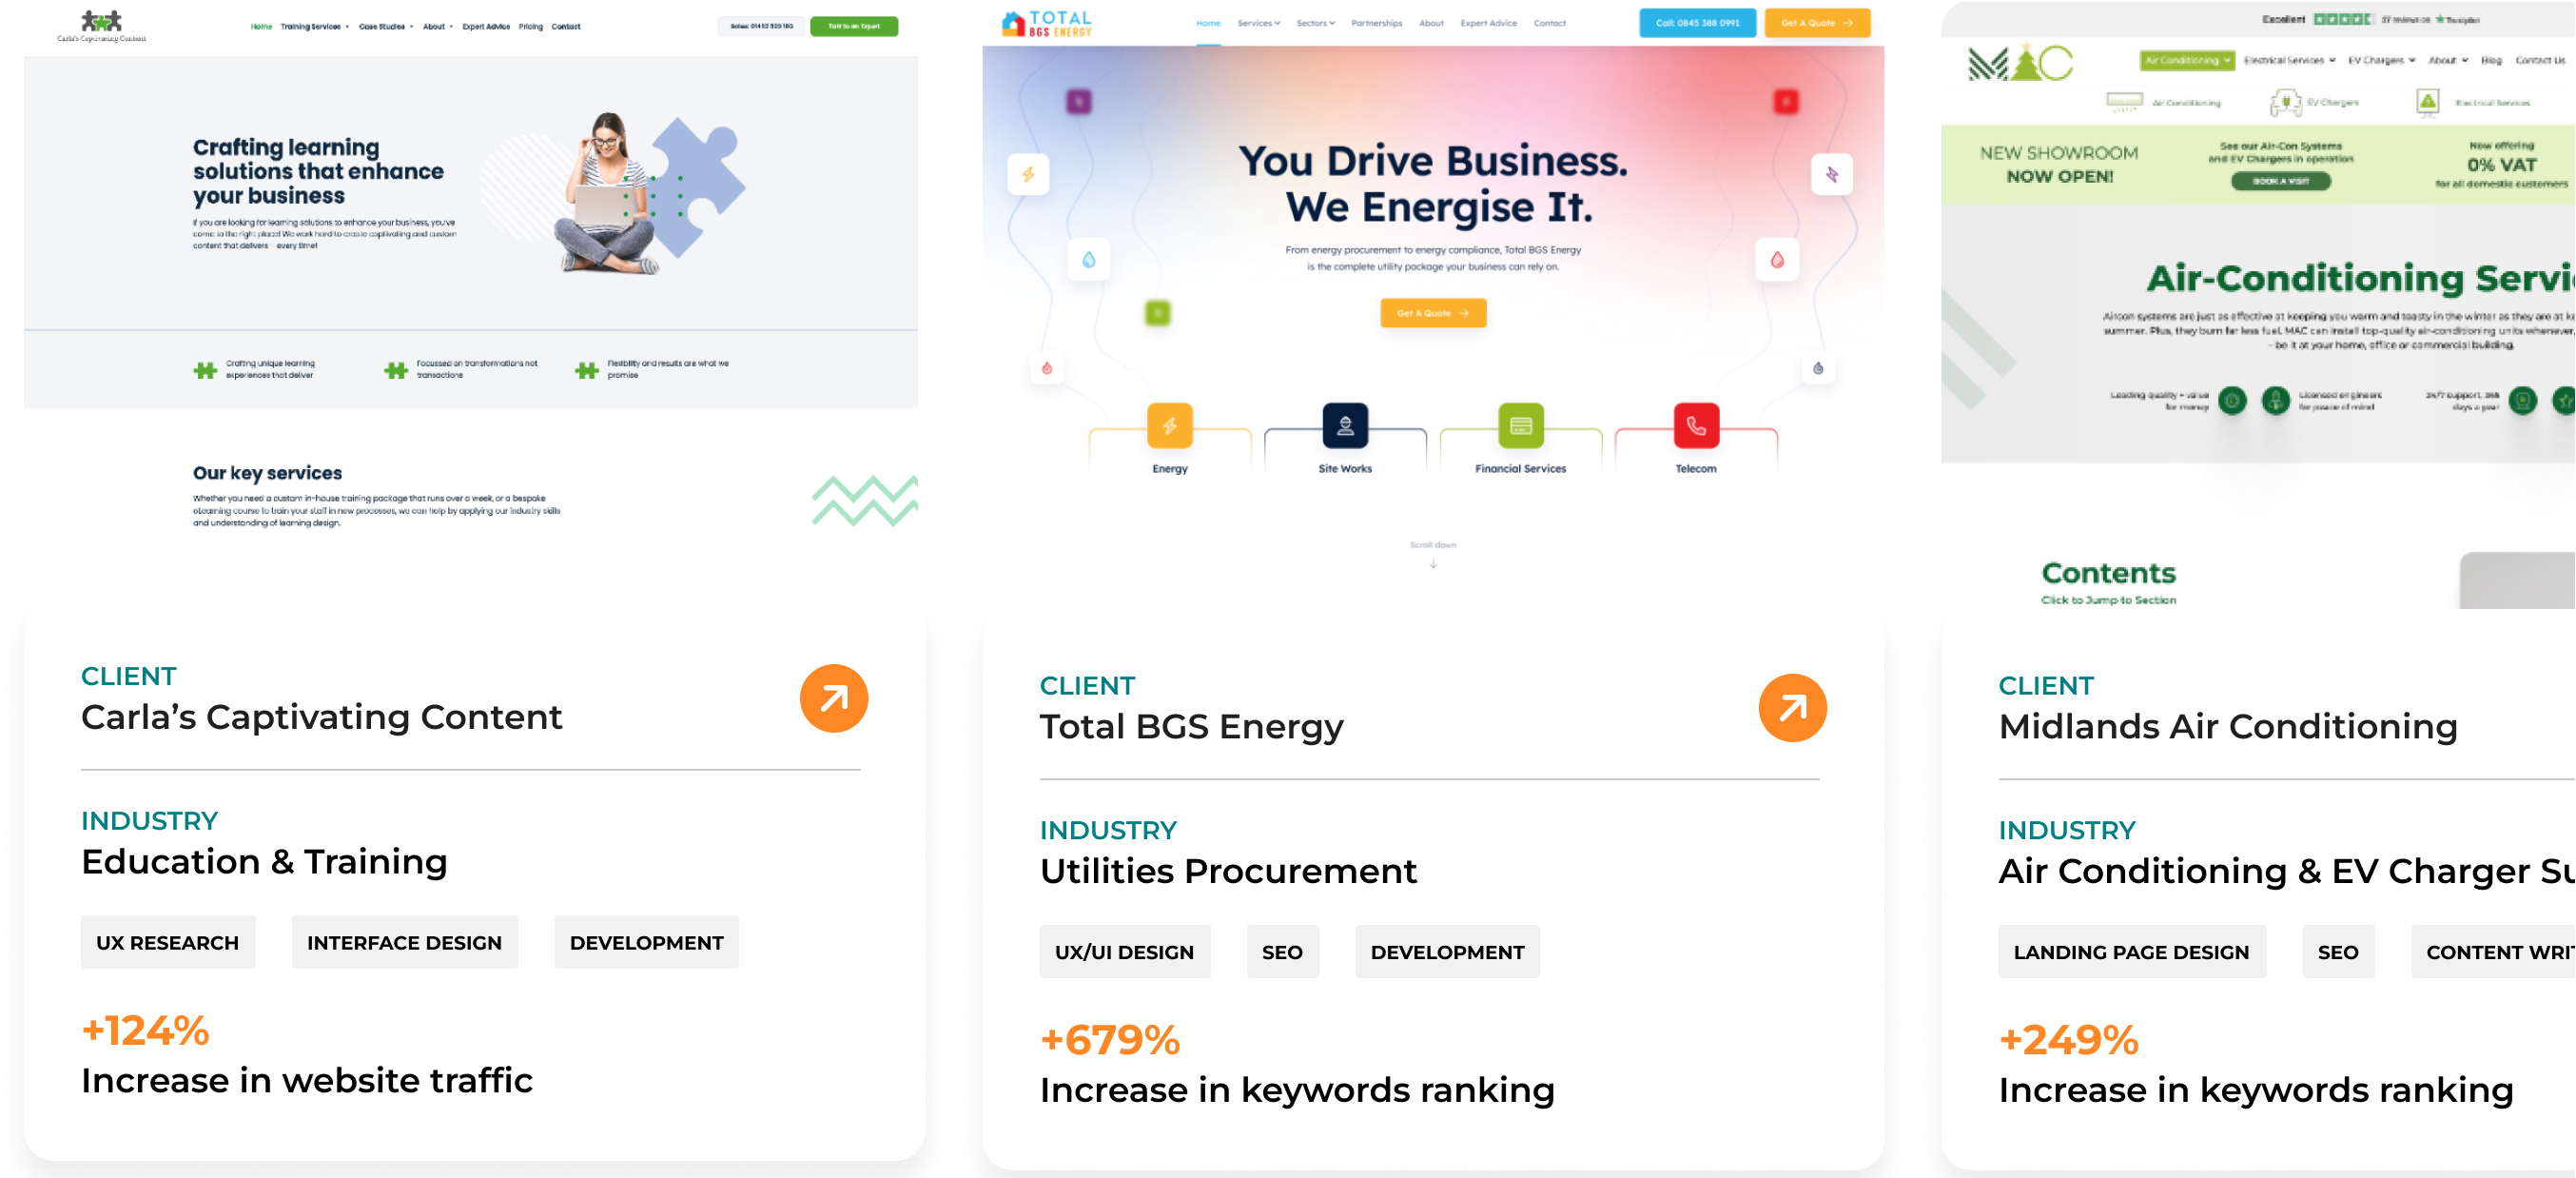 Carla's Captivating Content
Home Training Services Case Studies About Expert Advice Pricing Contact
Talk to an Expert
Crafting learning
solutions that enhance
your business
If you are looking for learning solutions to enhance your business, you've
come to the right place! We work hard to create captivating and custom
content that delivers - every time!
Crafting unique learning
experiences that deliver
Focussed on transformations not
transactions
Flexibility and results are what we
promise
Our key services
Whether you need a custom in-house training package that runs over a week, or a bespoke
eLearning course to train your staff in new processes, we can help by applying our industry skills
and understanding of learning design.
CLIENT
Carla's Captivating Content
INDUSTRY
Education & Training
UX RESEARCH INTERFACE DESIGN DEVELOPMENT
+124%
Increase in website traffic
TOTAL
BGS ENERGY
Home Services Sectors Partnerships About Expert Advice Contact
Call: 0845 388 0991 Get A Quote
You Drive Business.
We Energise It.
From energy procurement to energy compliance, Total BGS Energy
is the complete utility package your business can rely on.
Get A Quote
Energy Site Works Financial Services Telecom
Scroll down
CLIENT
Total BGS Energy
INDUSTRY
Utilities Procurement
UX/UI DESIGN SEO DEVELOPMENT
+679%
Increase in keywords ranking
Excellent 27 reviews on Trustpilot
MAC
Air Conditioning Electrical Services EV Chargers About Blog Contact Us
Air Conditioning EV Chargers Electrical Services
NEW SHOWROOM
NOW OPEN!
See our Air-Con Systems
and EV Chargers in operation
BOOK A VISIT
Now offering
0% VAT
for all domestic customers
Air-Conditioning Servi
Aircon systems are just as effective at keeping you warm and toasty in the winter as they are at k
summer. Plus, they burn far less fuel. MAC can install top-quality air-conditioning units whenever,
- be it at your home, office or commercial building.
Leading quality + value
for money
Licensed engineers
for peace of mind
24/7 support, 365
days a year
Contents
Click to Jump to Section
CLIENT
Midlands Air Conditioning
INDUSTRY
Air Conditioning & EV Charger Su
LANDING PAGE DESIGN SEO CONTENT WRIT
+249%
Increase in keywords ranking